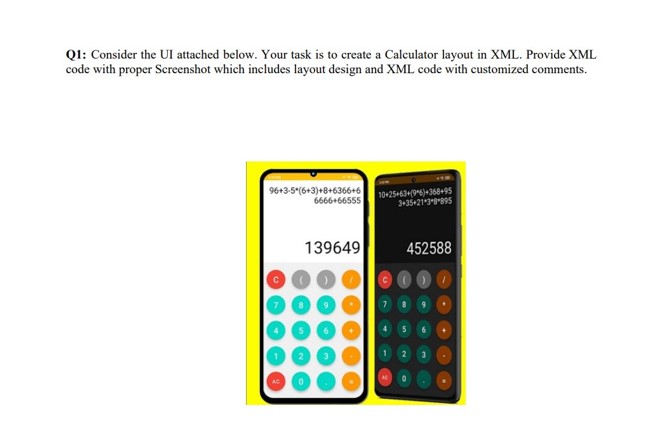 Q1: Consider the UI attached below. Your task is to create a Calculator layout in XML. Provide XML
code with proper Screenshot which includes layout design and XML code with customized comments.
96+3-5*(6+3)+8+6366+6
6666+66555
139649
C ( ) /
7 8 9 *
4 5 6 +
1 2 3 -
AC 0 . =
10+25+63+(9*6)+368+95
3+35+21*3*8*895
452588
C ( ) /
7 8 9 *
4 5 6 +
1 2 3 -
AC 0 . =